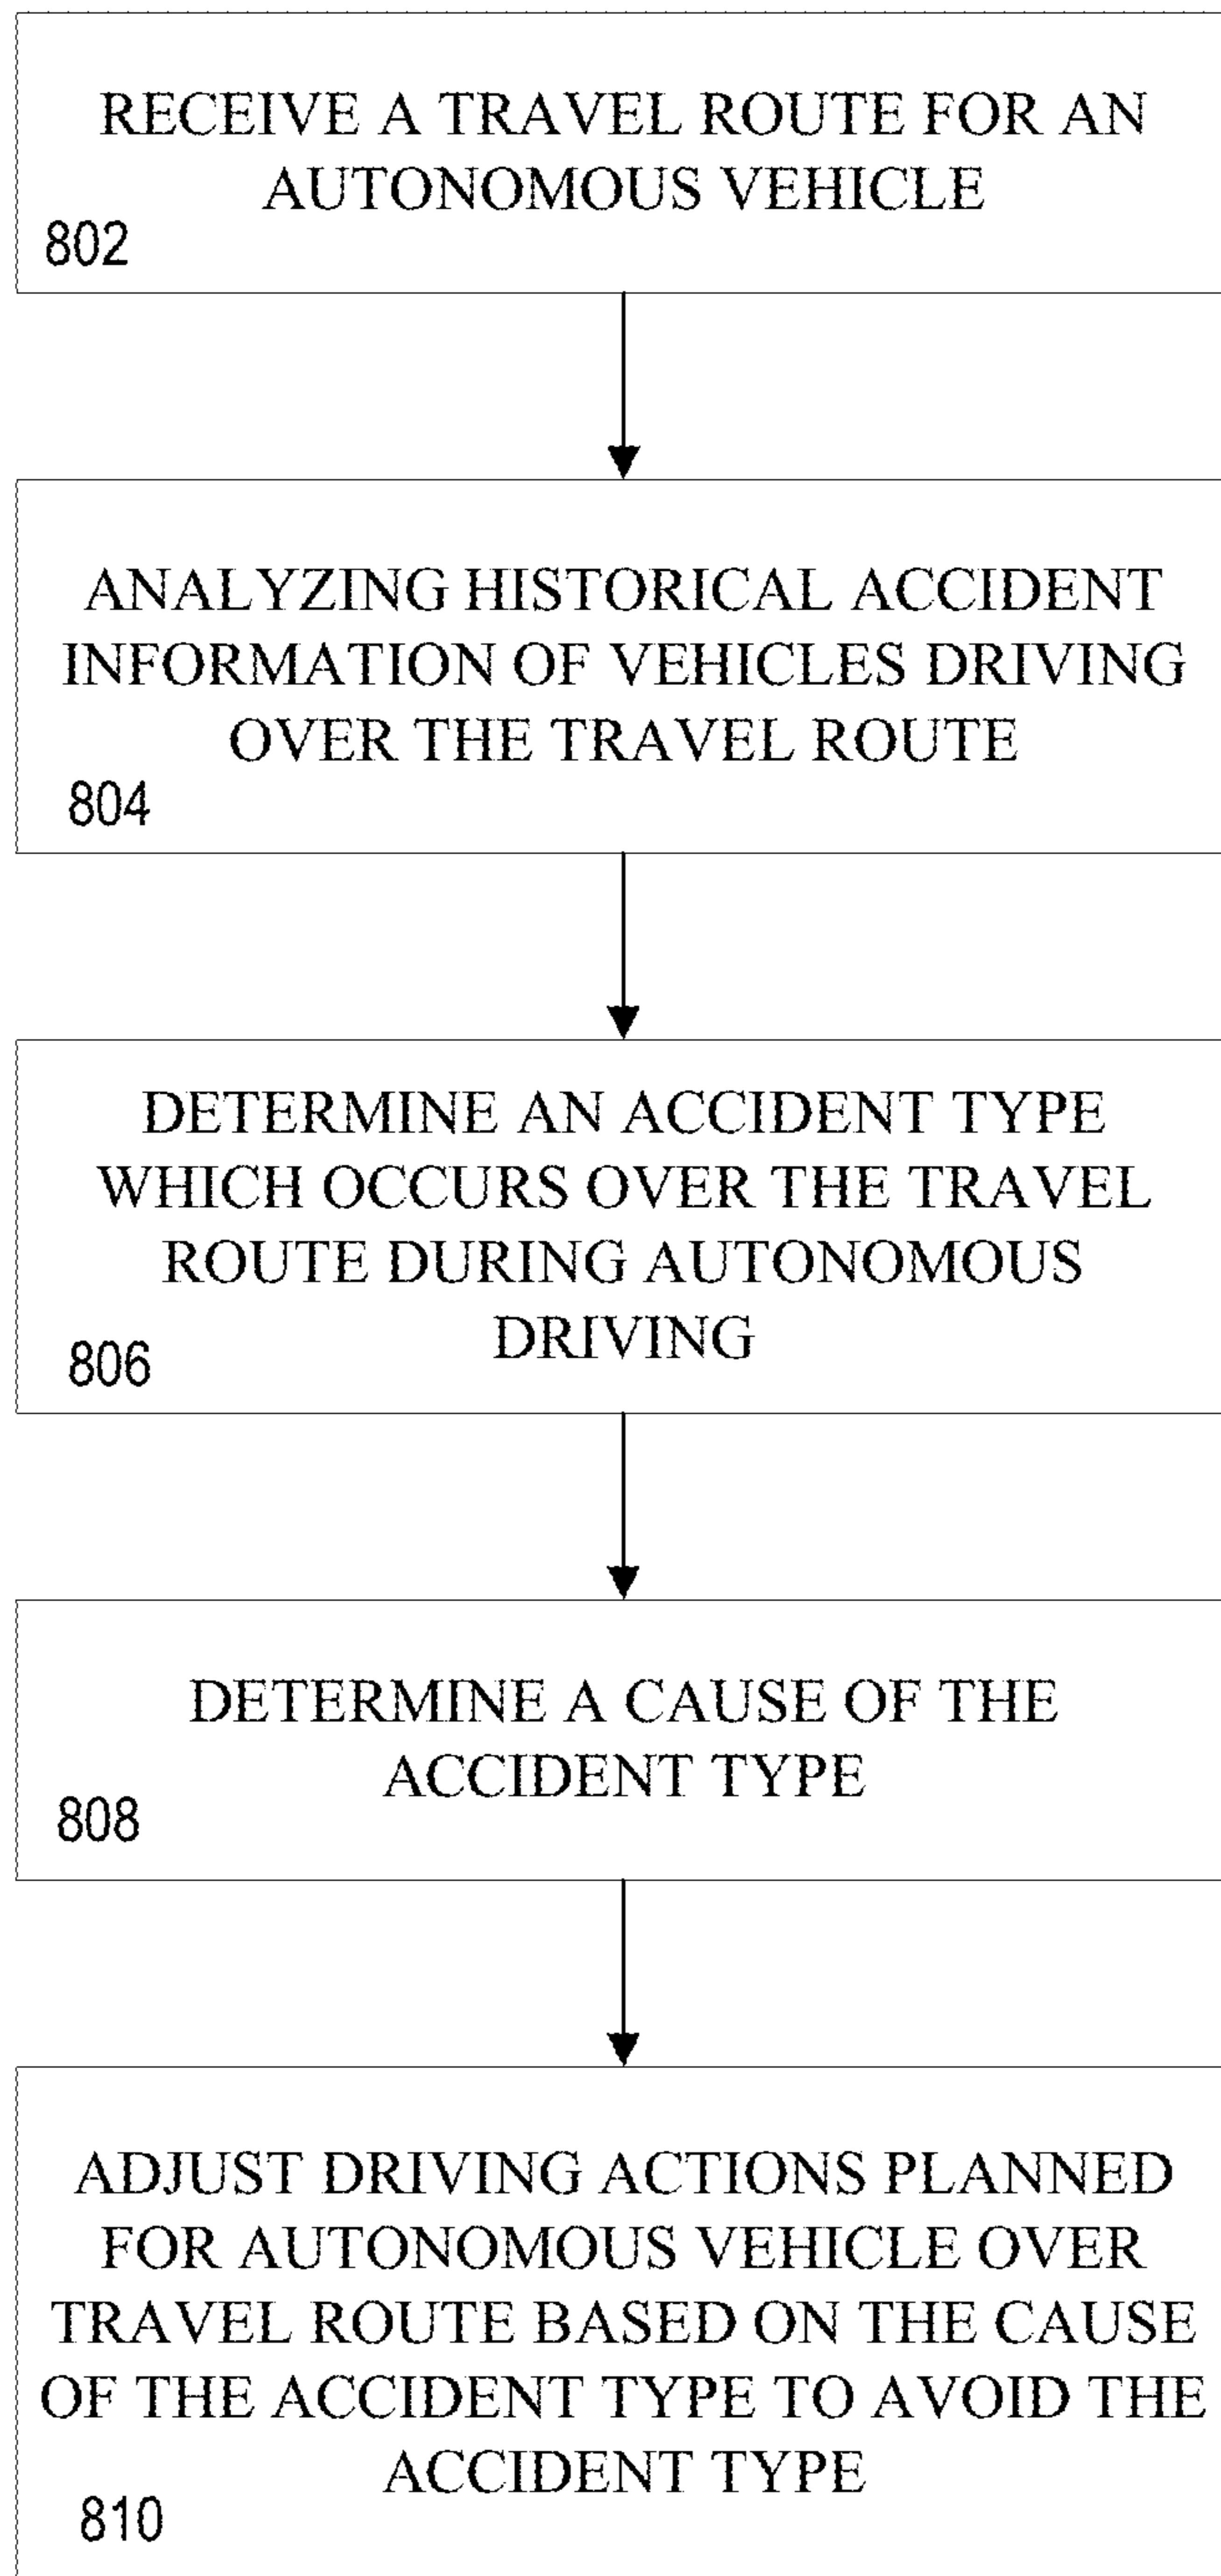 RECEIVE A TRAVEL ROUTE FOR AN
AUTONOMOUS VEHICLE
802
ANALYZING HISTORICAL ACCIDENT
INFORMATION OF VEHICLES DRIVING
OVER THE TRAVEL ROUTE
804
DETERMINE AN ACCIDENT TYPE
WHICH OCCURS OVER THE TRAVEL
ROUTE DURING AUTONOMOUS
DRIVING
806
DETERMINE A CAUSE OF THE
ACCIDENT TYPE
808
ADJUST DRIVING ACTIONS PLANNED
FOR AUTONOMOUS VEHICLE OVER
TRAVEL ROUTE BASED ON THE CAUSE
OF THE ACCIDENT TYPE TO AVOID THE
ACCIDENT TYPE
810